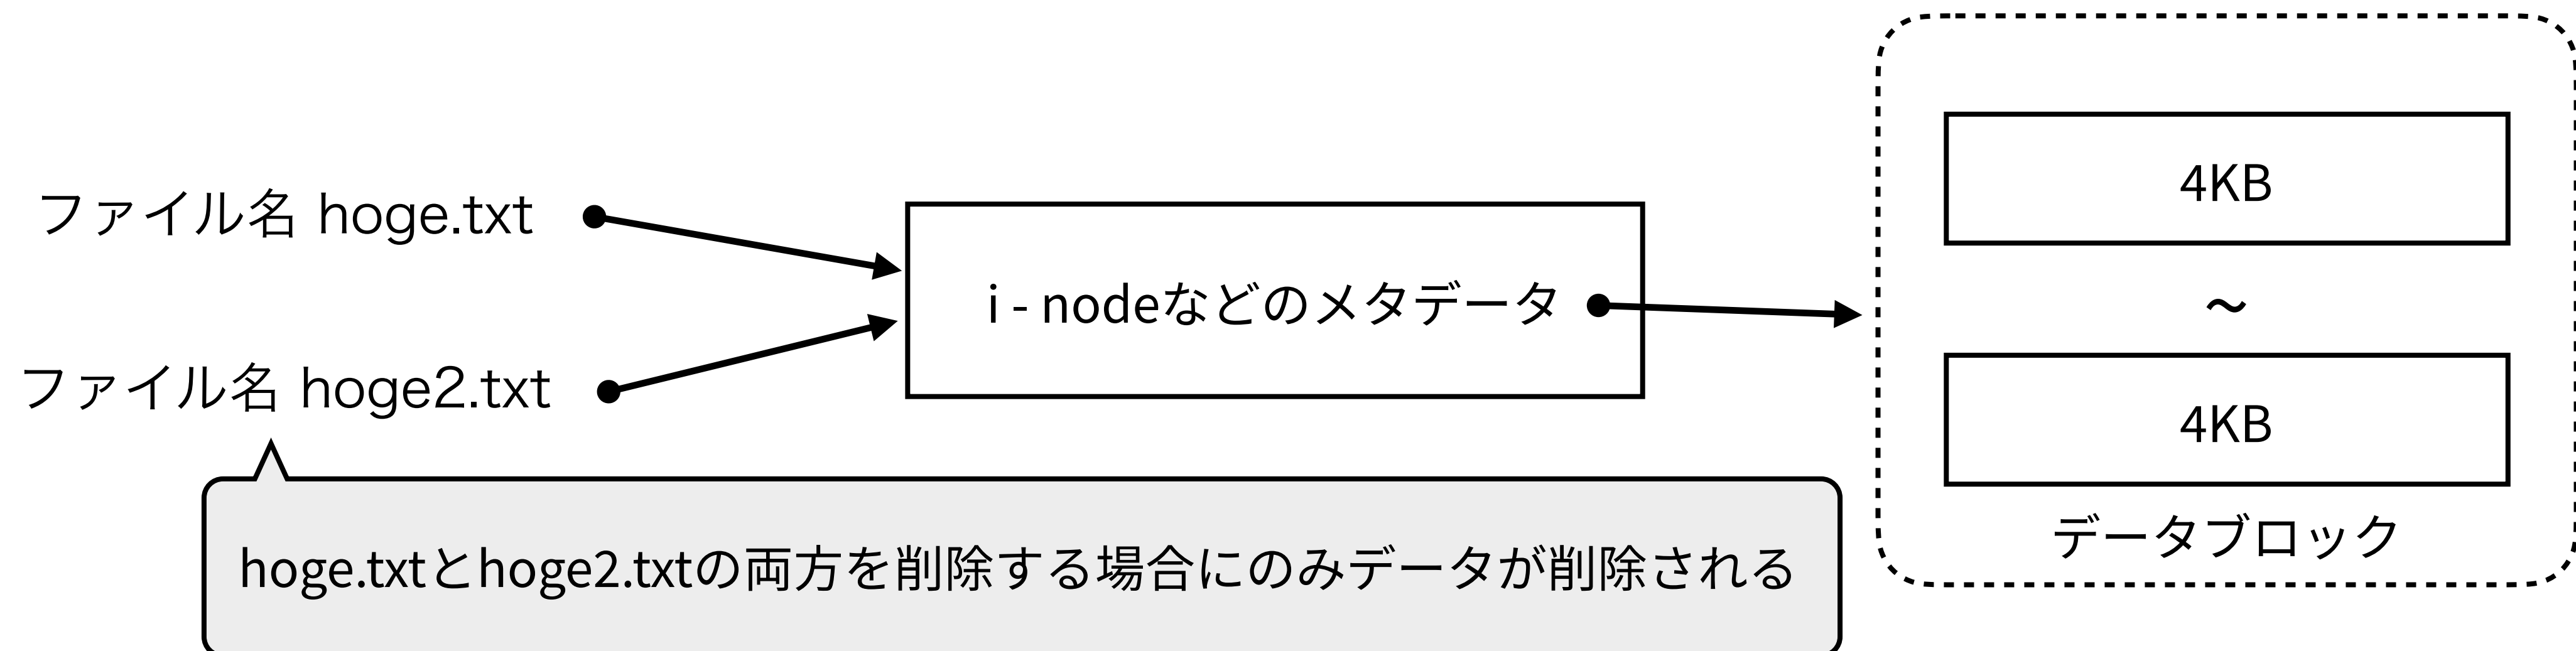 ファイル名 hoge.txt
ファイル名 hoge2.txt
i - nodeなどのメタデータ
4KB
〜
4KB
データブロック
hoge.txtとhoge2.txtの両方を削除する場合にのみデータが削除される